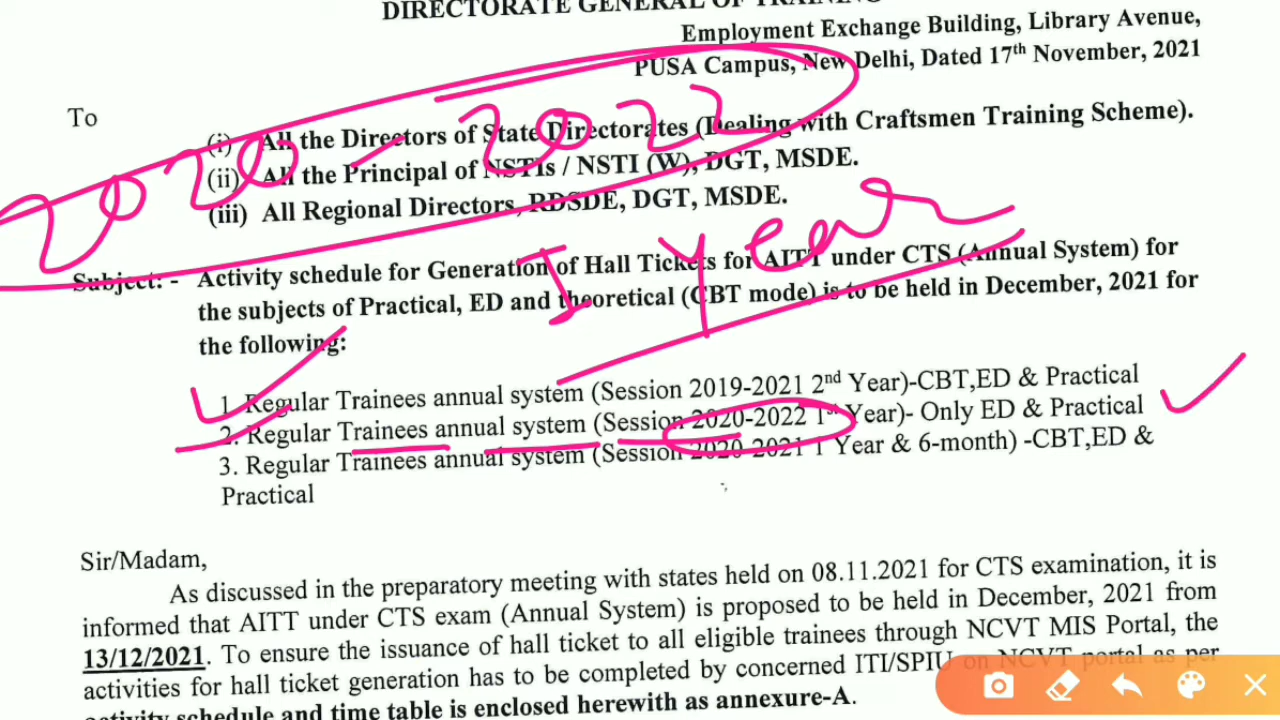 DIRECTORATE GENERAL OF TRAINING
Employment Exchange Building, Library Avenue,
PUSA Campus, New Delhi, Dated 17th November, 2021
To
(i) All the Directors of State Directorates (Dealing with Craftsmen Training Scheme).
(ii) All the Principal of NSTIs / NSTI (W), DGT, MSDE.
(iii) All Regional Directors, RDSDE, DGT, MSDE.
2020 - 2022
I Year
Subject: - Activity schedule for Generation of Hall Tickets for AITT under CTS (Annual System) for
the subjects of Practical, ED and theoretical (CBT mode) is to be held in December, 2021 for
the following:
1. Regular Trainees annual system (Session 2019-2021 2nd Year)-CBT,ED & Practical
2. Regular Trainees annual system (Session 2020-2022 1st Year)- Only ED & Practical
3. Regular Trainees annual system (Session 2020-2021 1 Year & 6-month) -CBT,ED &
Practical
Sir/Madam,
As discussed in the preparatory meeting with states held on 08.11.2021 for CTS examination, it is
informed that AITT under CTS exam (Annual System) is proposed to be held in December, 2021 from
13/12/2021. To ensure the issuance of hall ticket to all eligible trainees through NCVT MIS Portal, the
activities for hall ticket generation has to be completed by concerned ITI/SPIU on NCVT portal as per
activity schedule and time table is enclosed herewith as annexure-A.